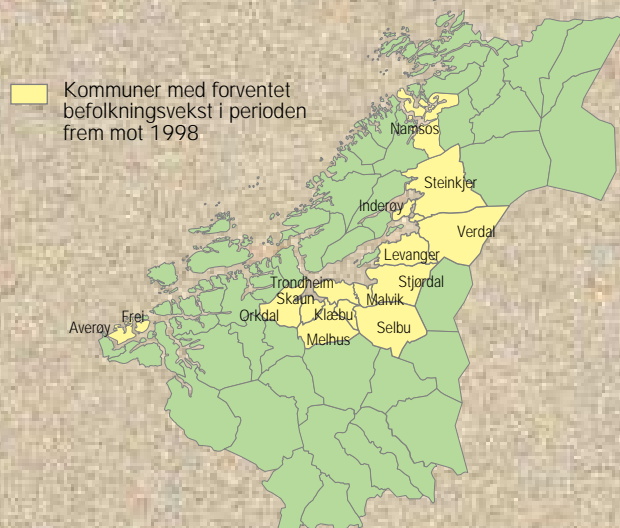 Kommuner med forventet
befolkningsvekst i perioden
frem mot 1998
Namsos
Steinkjer
Inderøy
Verdal
Levanger
Stjørdal
Trondheim
Skaun
Malvik
Orkdal
Klæbu
Frei
Averøy
Selbu
Melhus